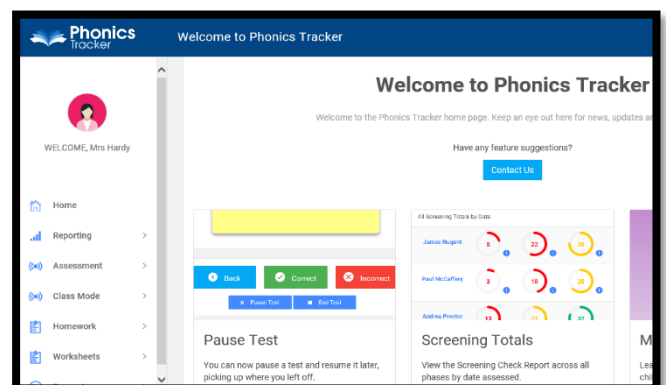 Phonics
Tracker
Welcome to Phonics Tracker
WELCOME, Mrs Hardy
Home
Reporting
Assessment
Class Mode
Homework
Worksheets
Welcome to Phonics Tracker
Welcome to the Phonics Tracker home page. Keep an eye out here for news, updates
Have any feature suggestions?
Contact Us
Back
Correct
Incorrect
Pause Test
End Test
Pause Test
You can now pause a test and resume it later,
picking up where you left off.
All Screening Totals by Date
James Nugent
8
22
30
Paul McCaffery
3
18
25
Andrea Proctor
13
32
Screening Totals
View the Screening Check Report across all
phases by date assessed.
M